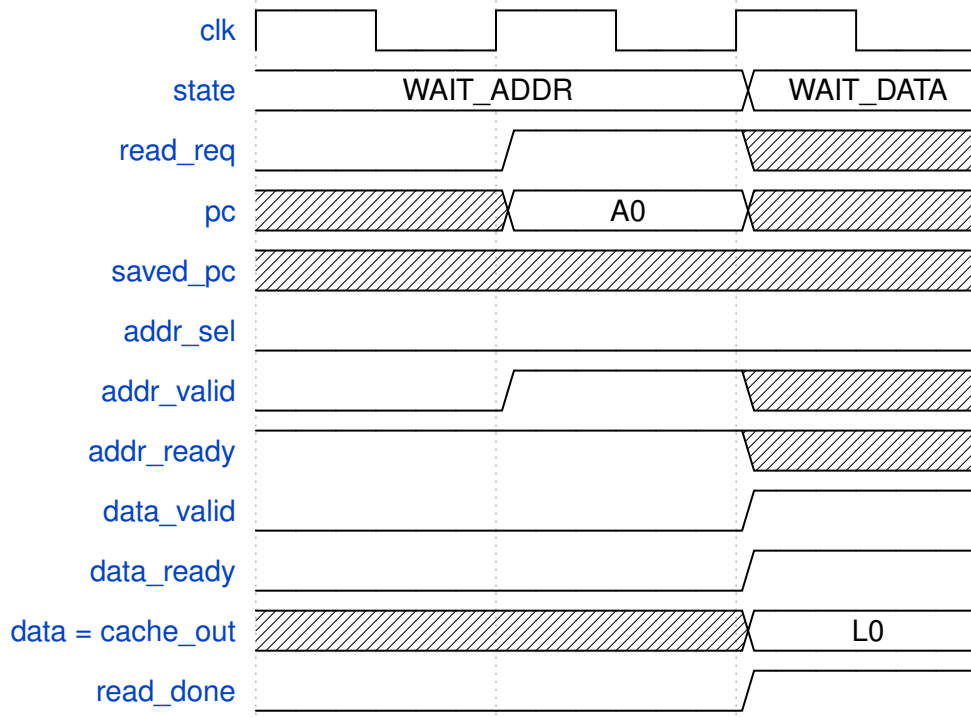 clk
state WAIT_ADDR WAIT_DATA
read_req
pc A0
saved_pc
addr_sel
addr_valid
addr_ready
data_valid
data_ready
data = cache_out L0
read_done